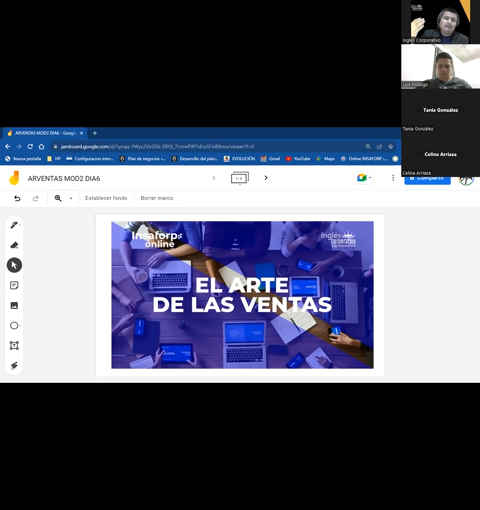 Inglés Corporativo
Luis Hidalgo
Tania González
Tania González
Celina Arriaza
Celina Arriaza
ARVENTAS MOD2 DIA6 - Google
jamboard.google.com
Nueva pestaña
HP
Configuracion inter...
Plan de negocios -...
Desarrollo del plan...
EVOLUCIÓN
Gmail
YouTube
Maps
Online INSAFORP
ARVENTAS MOD2 DIA6
Compartir
Establecer fondo
Borrar marco
Insaforp
online
Inglés
corporativo
EL ARTE
DE LAS VENTAS